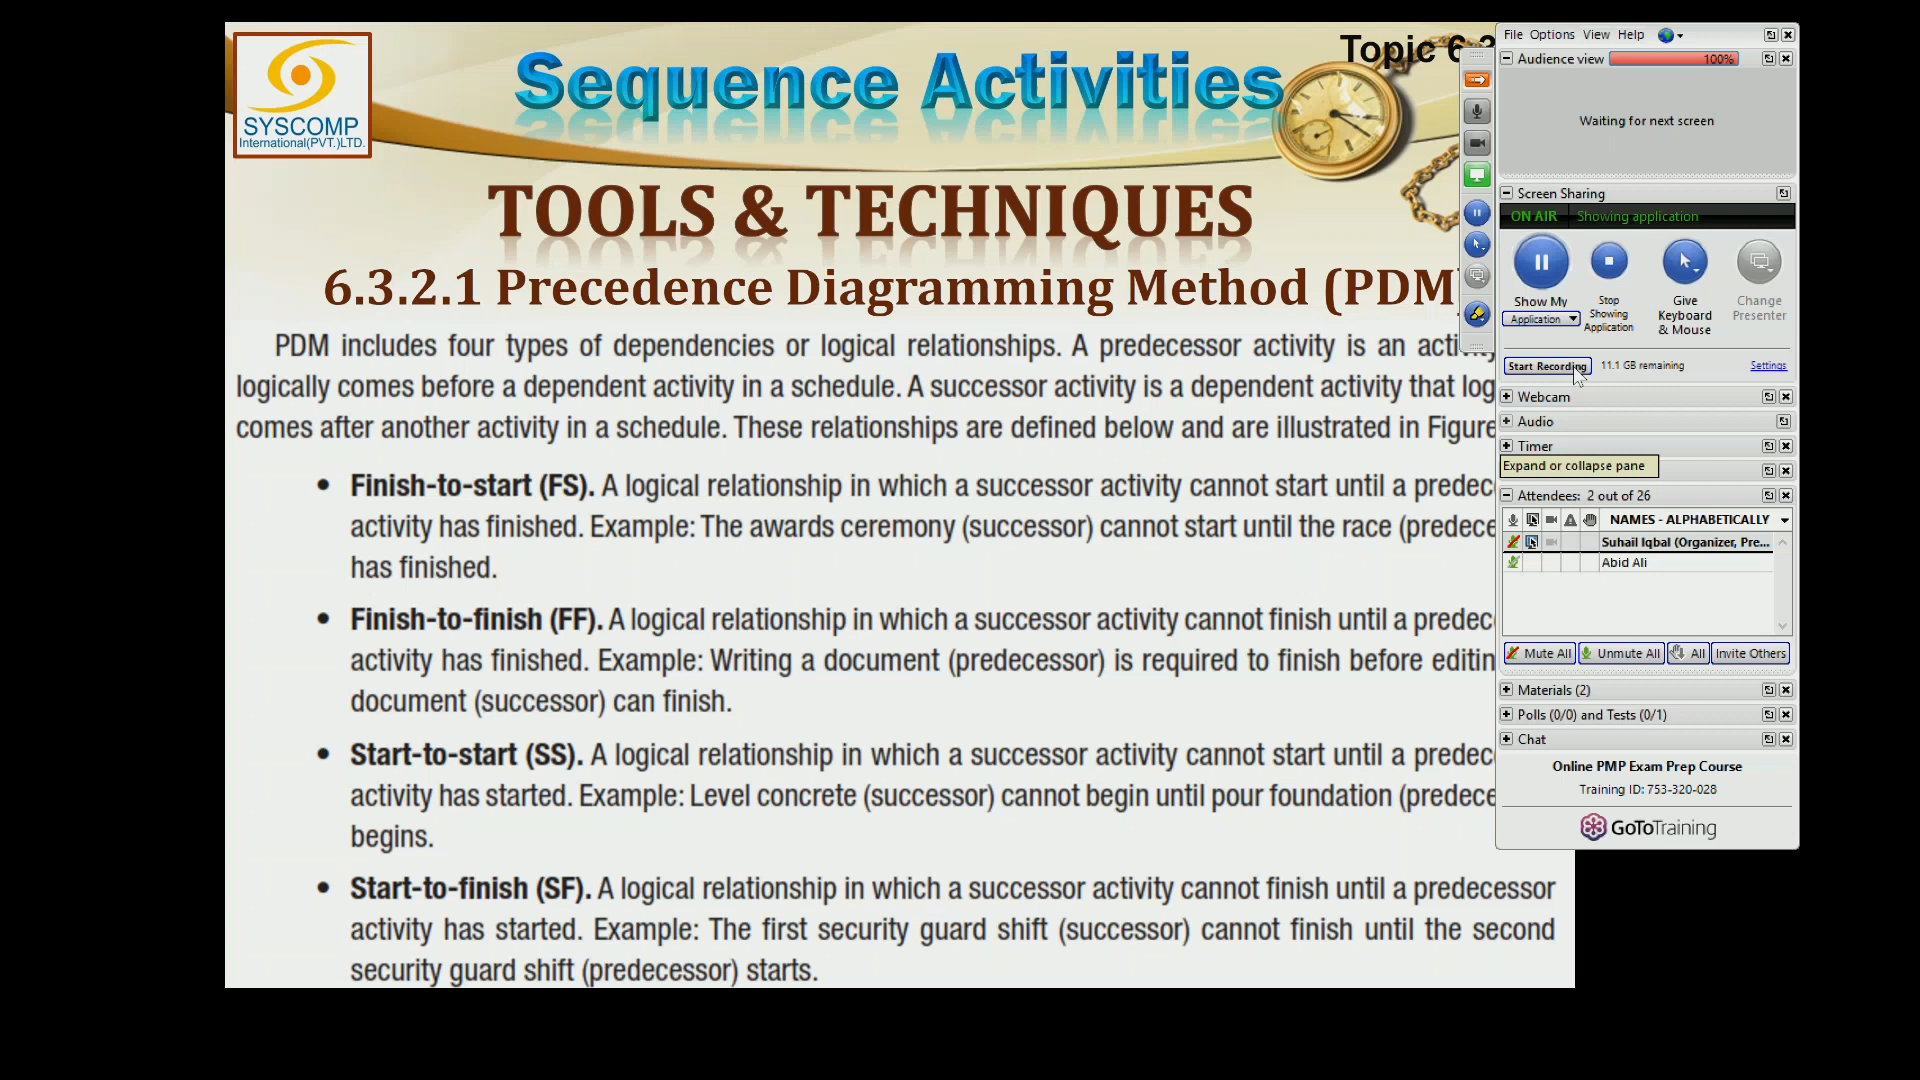 SYSCOMP
International(PVT.)LTD.
Sequence Activities
Topic 6.3
TOOLS & TECHNIQUES
6.3.2.1 Precedence Diagramming Method (PDM)
PDM includes four types of dependencies or logical relationships. A predecessor activity is an
logically comes before a dependent activity in a schedule. A successor activity is a dependent activity that
comes after another activity in a schedule. These relationships are defined below and are illustrated in Figure
• Finish-to-start (FS). A logical relationship in which a successor activity cannot start until a
activity has finished. Example: The awards ceremony (successor) cannot start until the race
has finished.
• Finish-to-finish (FF). A logical relationship in which a successor activity cannot finish until a
activity has finished. Example: Writing a document (predecessor) is required to finish before
document (successor) can finish.
• Start-to-start (SS). A logical relationship in which a successor activity cannot start until a
activity has started. Example: Level concrete (successor) cannot begin until pour foundation
begins.
• Start-to-finish (SF). A logical relationship in which a successor activity cannot finish until a predecessor
activity has started. Example: The first security guard shift (successor) cannot finish until the second
security guard shift (predecessor) starts.
File Options View Help
Audience view 100%
Waiting for next screen
Screen Sharing
ON AIR Showing application
Show My
Application
Stop
Showing
Application
Give
Keyboard
& Mouse
Change
Presenter
Start Recording 11.1 GB remaining Settings
Webcam
Audio
Timer
Expand or collapse pane
Attendees: 2 out of 26
NAMES - ALPHABETICALLY
Suhail Iqbal (Organizer, Pre...
Abid Ali
Mute All Unmute All All Invite Others
Materials (2)
Polls (0/0) and Tests (0/1)
Chat
Online PMP Exam Prep Course
Training ID: 753-320-028
GoToTraining